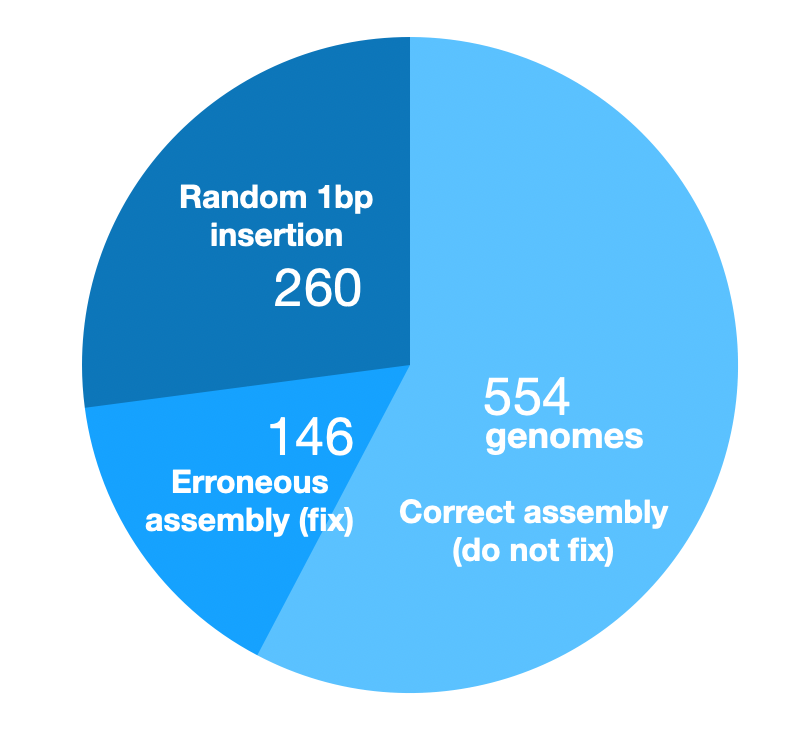 Random 1bp
insertion
260
146
Erroneous
assembly (fix)
554
genomes
Correct assembly
(do not fix)